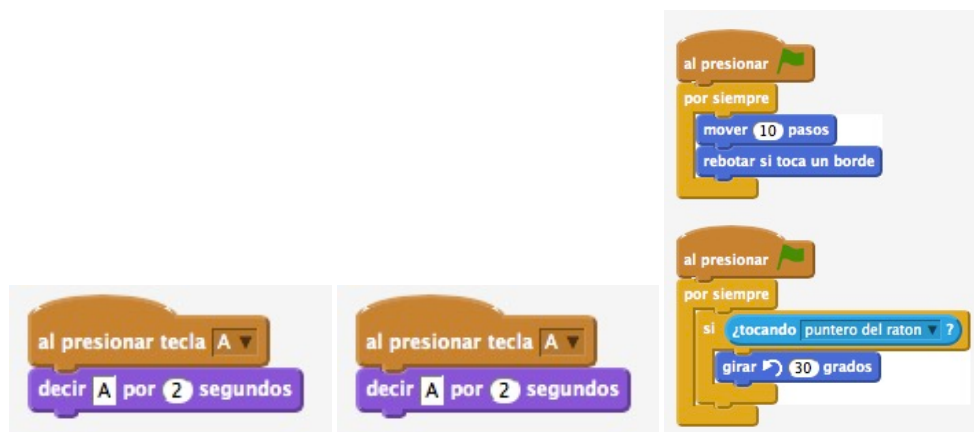 al presionar tecla A
decir A por 2 segundos
al presionar tecla A
decir A por 2 segundos
al presionar
por siempre
mover 10 pasos
rebotar si toca un borde
al presionar
por siempre
si ¿tocando puntero del raton ?
girar 30 grados